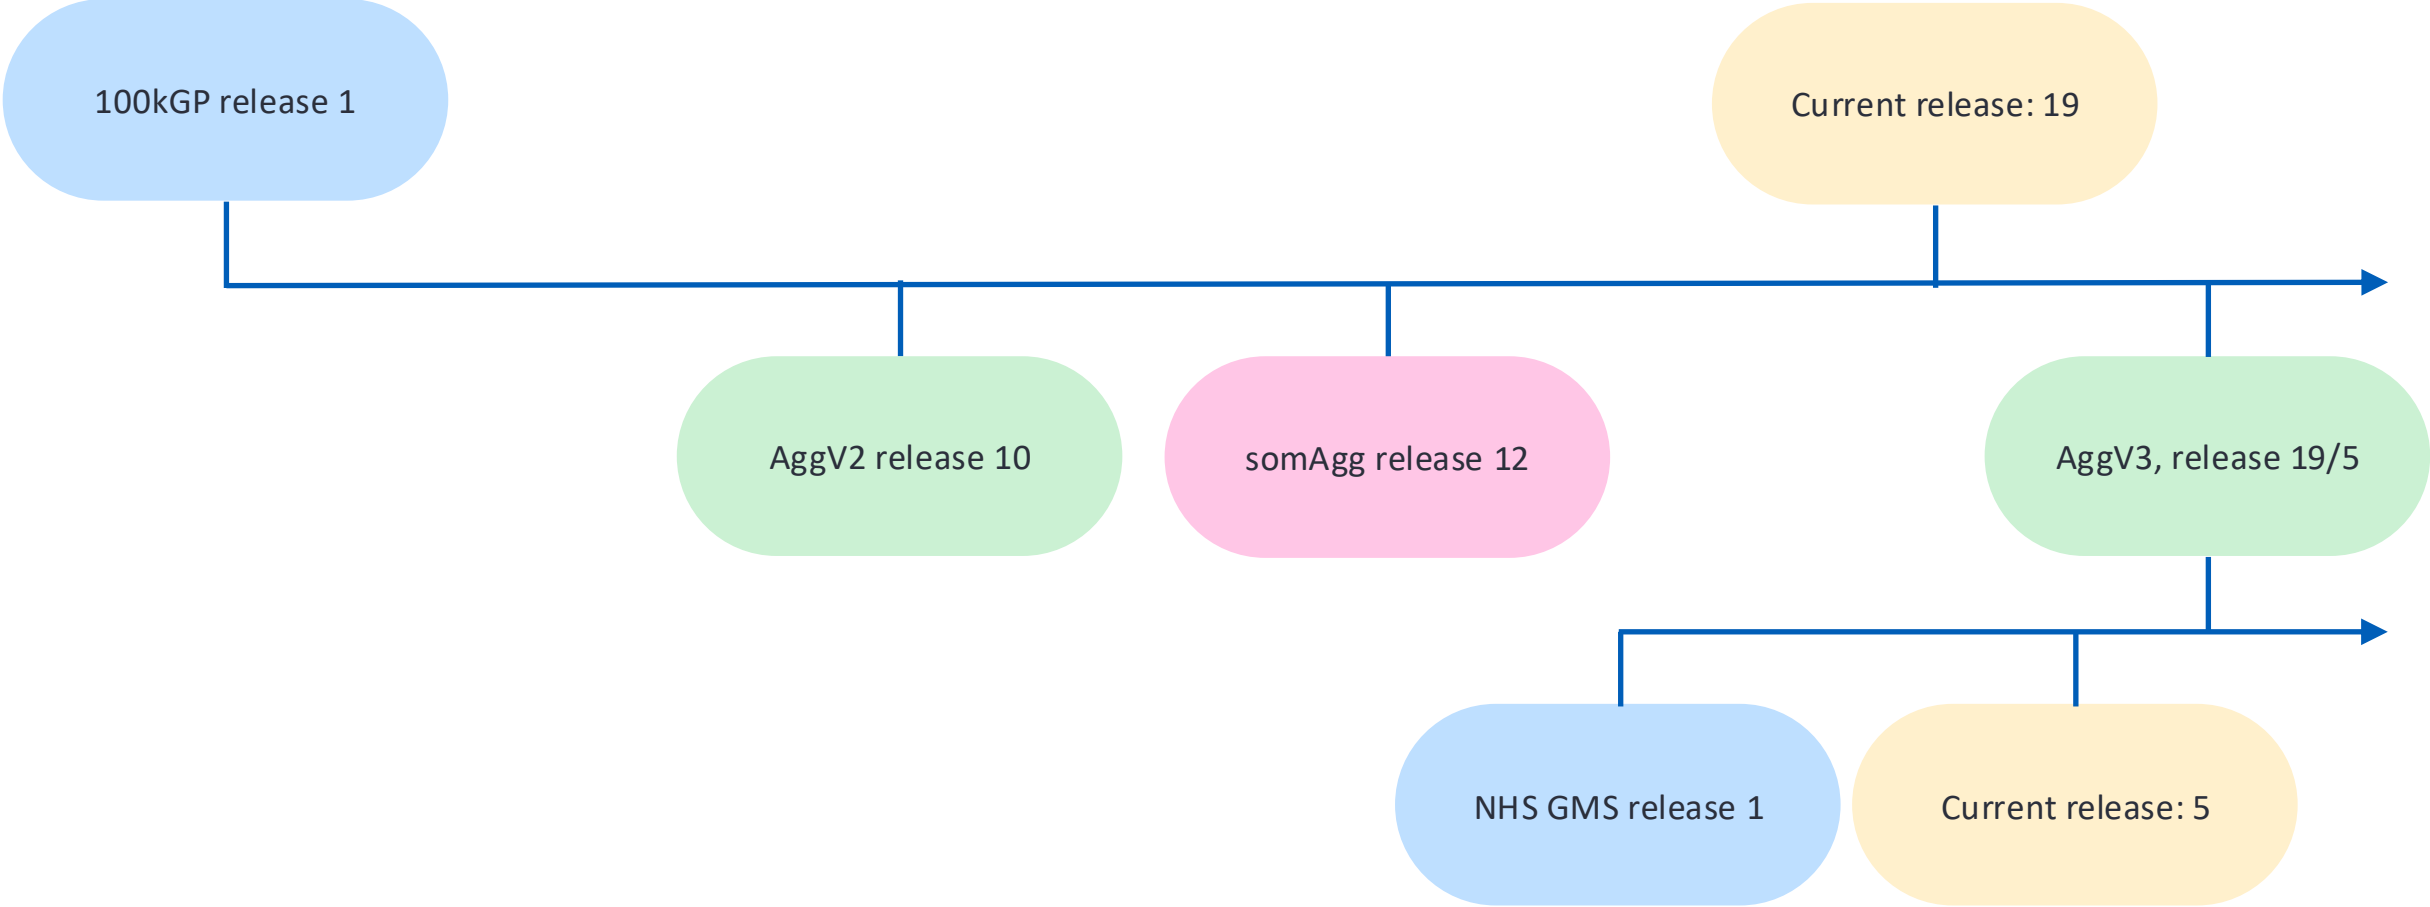 100kGP release 1
Current release: 19
AggV2 release 10
somAgg release 12
AggV3, release 19/5
NHS GMS release 1
Current release: 5